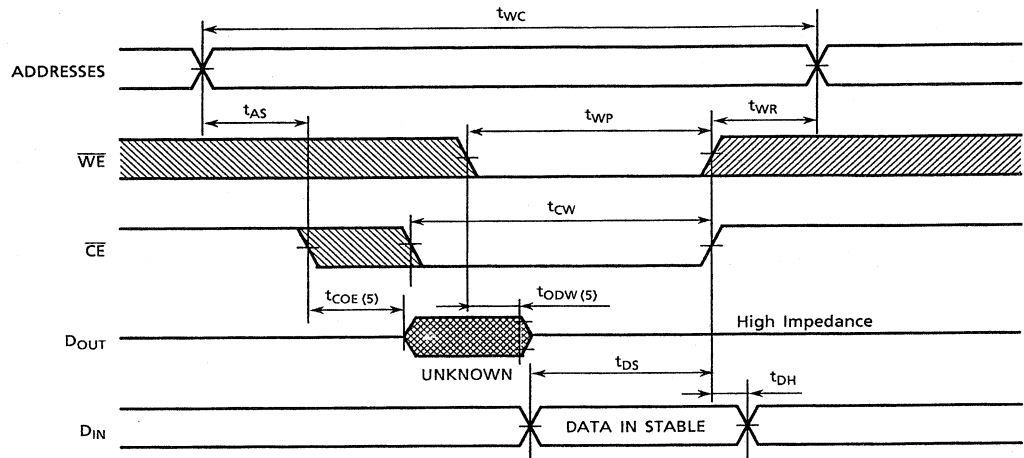 tWC
ADDRESSES
tAS
tWP
tWR
WE
tCW
CE
tCOE (5)
tODW (5)
High Impedance
DOUT
UNKNOWN
tDS
tDH
DIN
DATA IN STABLE